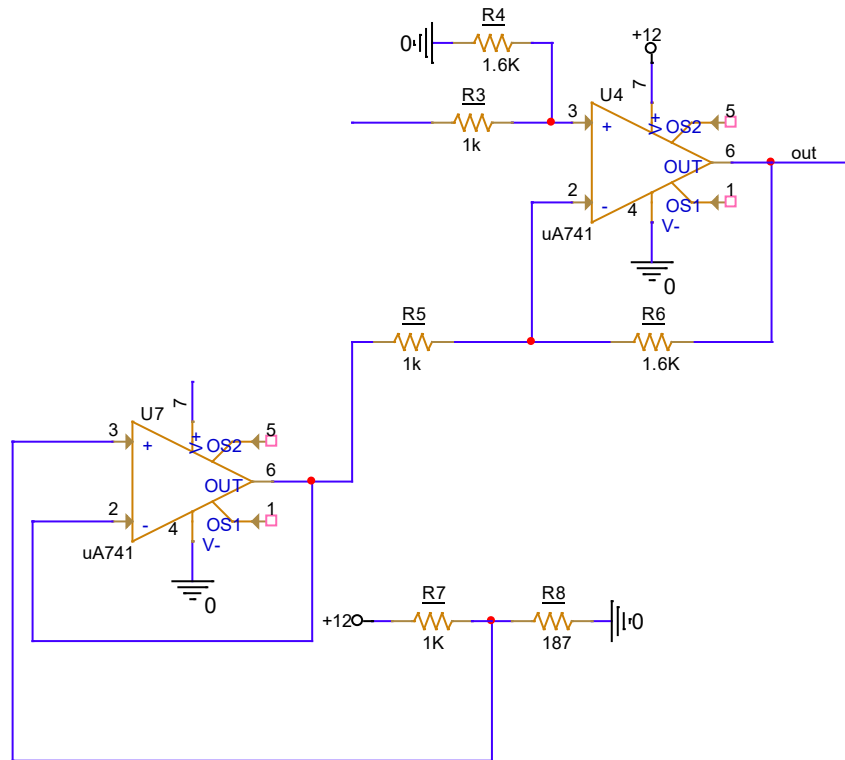 R4
0
1.6K
+12
R3
1k
U4
7
3
+
V+
OS2
5
6
OUT
out
2
-
4
OS1
1
uA741
V-
0
R5
1k
R6
1.6K
U7
7
3
+
V+
OS2
5
6
OUT
2
-
4
OS1
1
uA741
V-
0
+12
R7
1K
R8
187
0